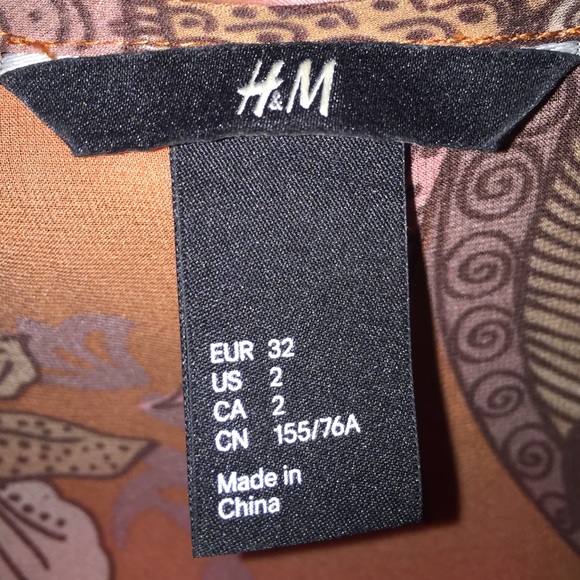 H&M
EUR 32
US 2
CA 2
CN 155/76A
Made in
China